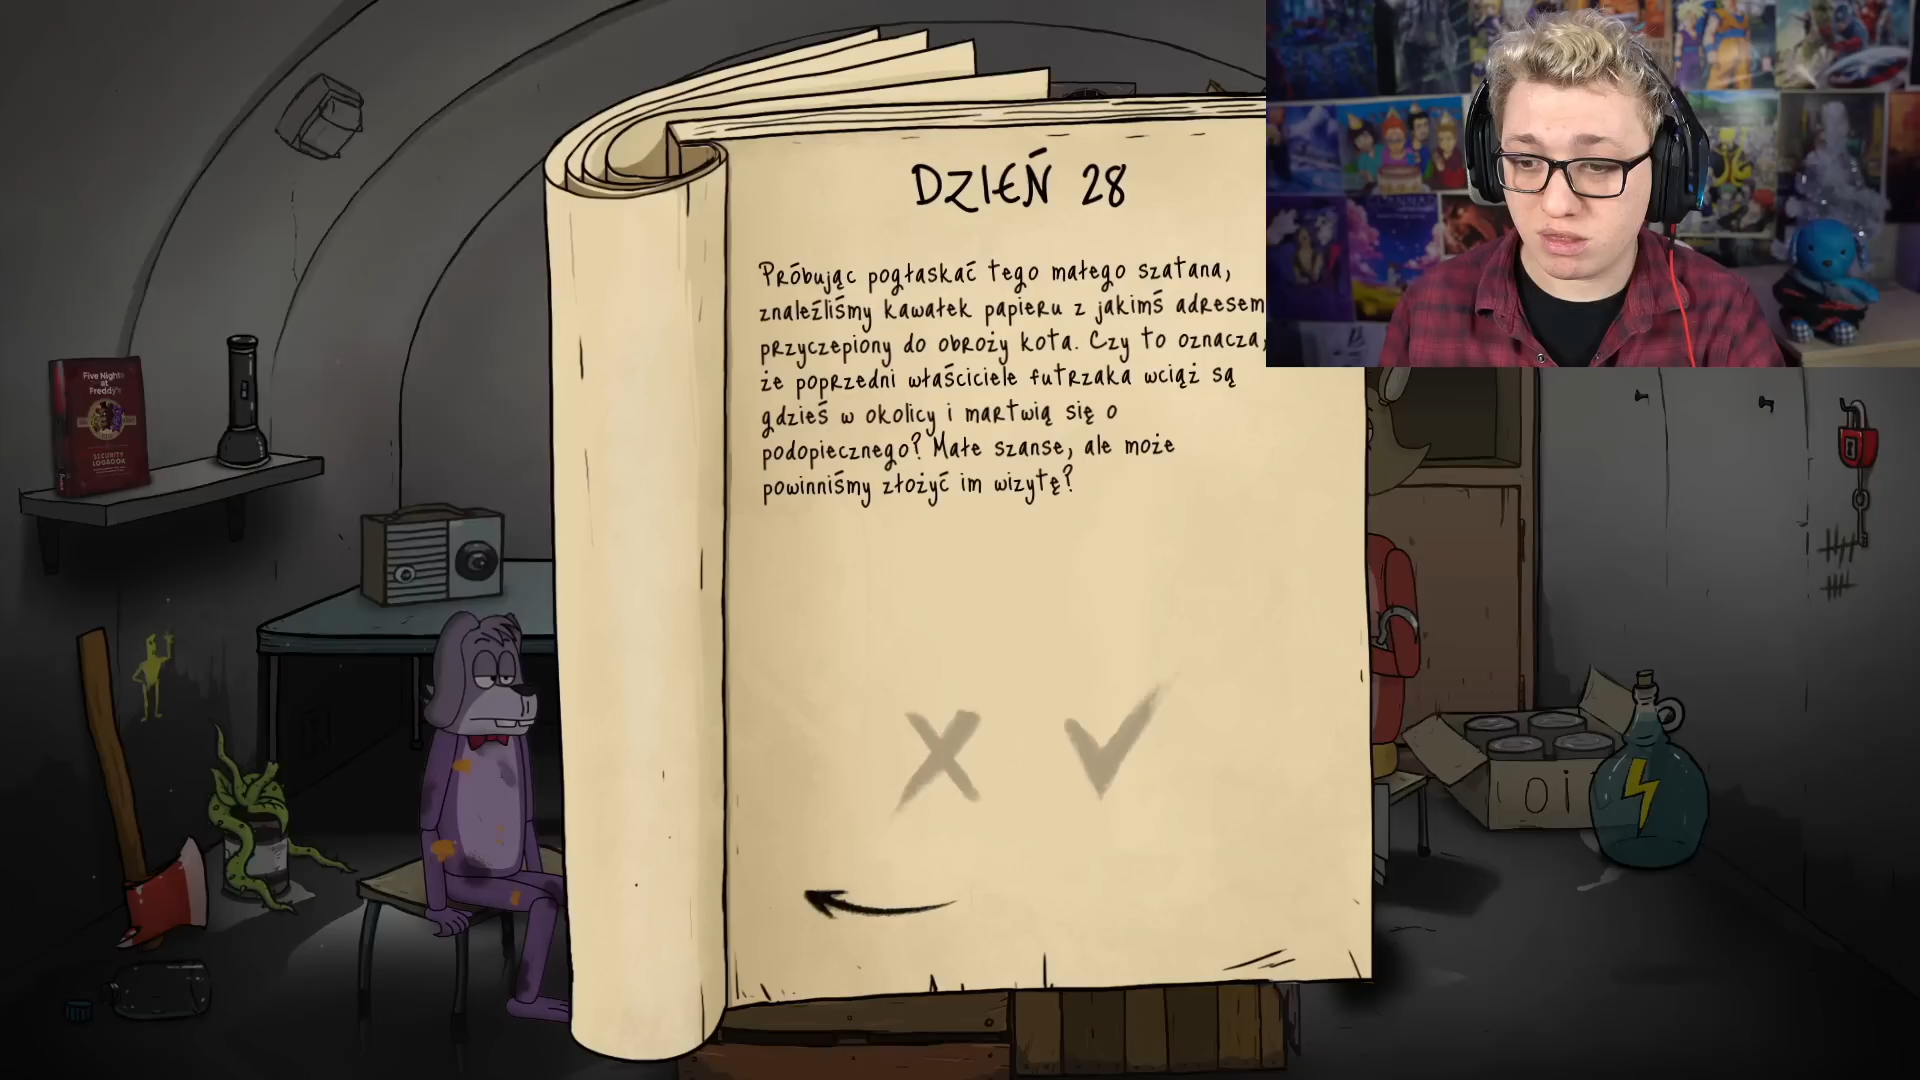 DZIEŃ 28
Próbując pogłaskać tego małego szatana,
znaleźliśmy kawałek papieru z jakimś adresem
przyczepiony do obroży kota. Czy to oznacza,
że poprzedni właściciele futrzaka wciąż są
gdzieś w okolicy i martwią się o
podopiecznego? Małe szanse, ale może
powinniśmy złożyć im wizytę?
Five Nights
at
Freddy's
SECURITY
LOGBOOK